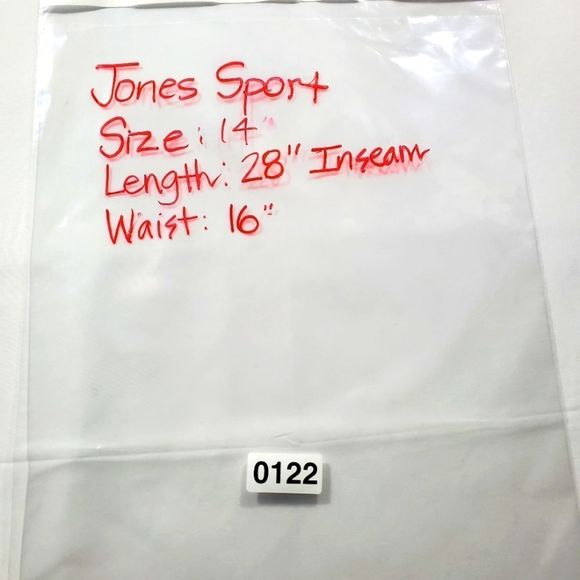 Jones Sport
Size: 14"
Length: 28" Inseam
Waist: 16"
0122